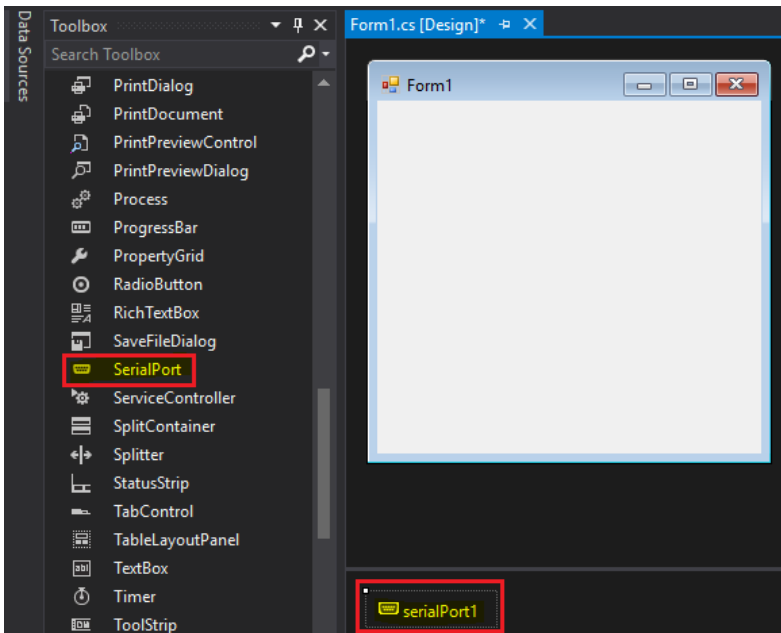 Data Sources
Toolbox
Search Toolbox
PrintDialog
PrintDocument
PrintPreviewControl
PrintPreviewDialog
Process
ProgressBar
PropertyGrid
RadioButton
RichTextBox
SaveFileDialog
SerialPort
ServiceController
SplitContainer
Splitter
StatusStrip
TabControl
TableLayoutPanel
TextBox
Timer
ToolStrip
Form1.cs [Design]*
Form1
serialPort1